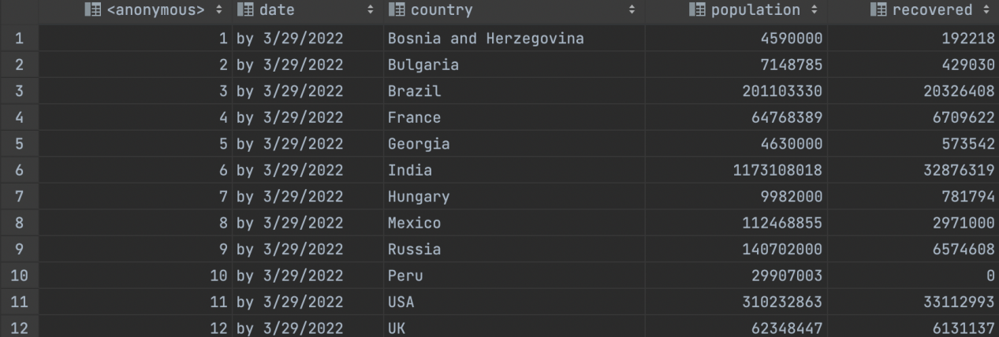 <anonymous> date country population recovered
1 1 by 3/29/2022 Bosnia and Herzegovina 4590000 192218
2 2 by 3/29/2022 Bulgaria 7148785 429030
3 3 by 3/29/2022 Brazil 201103330 20326408
4 4 by 3/29/2022 France 64768389 6709622
5 5 by 3/29/2022 Georgia 4630000 573542
6 6 by 3/29/2022 India 1173108018 32876319
7 7 by 3/29/2022 Hungary 9982000 781794
8 8 by 3/29/2022 Mexico 112468855 2971000
9 9 by 3/29/2022 Russia 140702000 6574608
10 10 by 3/29/2022 Peru 29907003 0
11 11 by 3/29/2022 USA 310232863 33112993
12 12 by 3/29/2022 UK 62348447 6131137